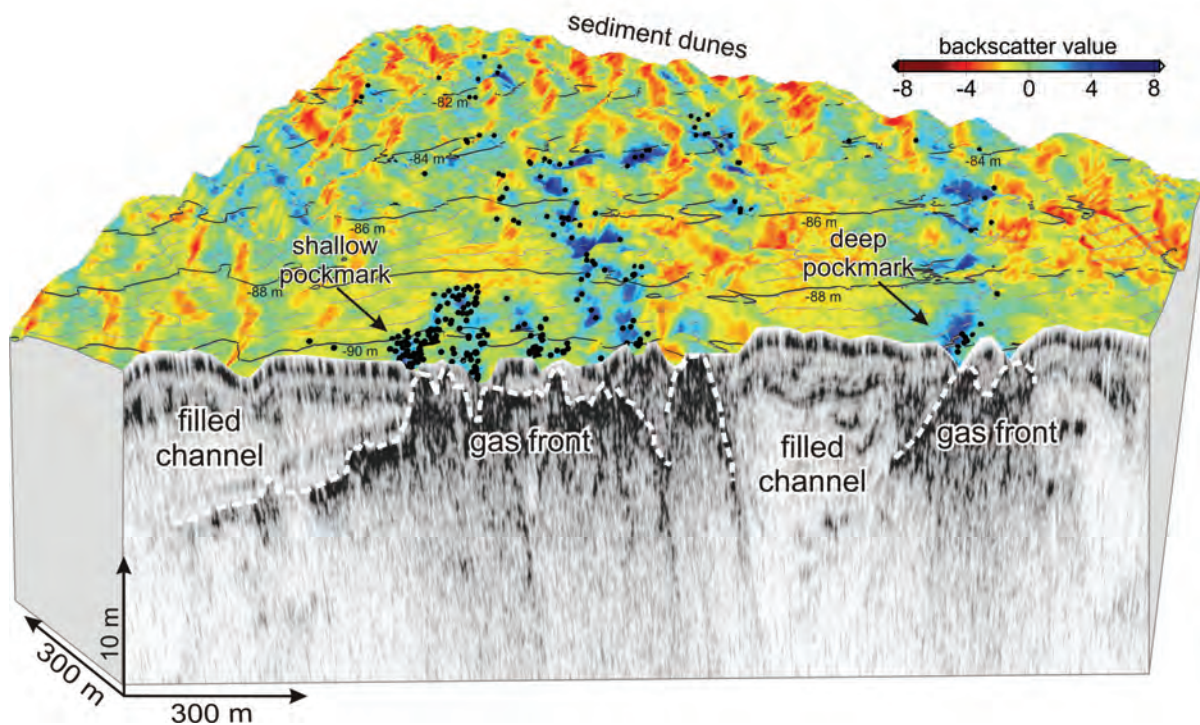 sediment dunes
backscatter value
-8 -4 0 4 8
-82 m
-84 m
-84 m
-86 m
-86 m
shallow
pockmark
deep
pockmark
-88 m
-88 m
-90 m
filled
channel
gas front
filled
channel
gas front
10 m
300 m
300 m